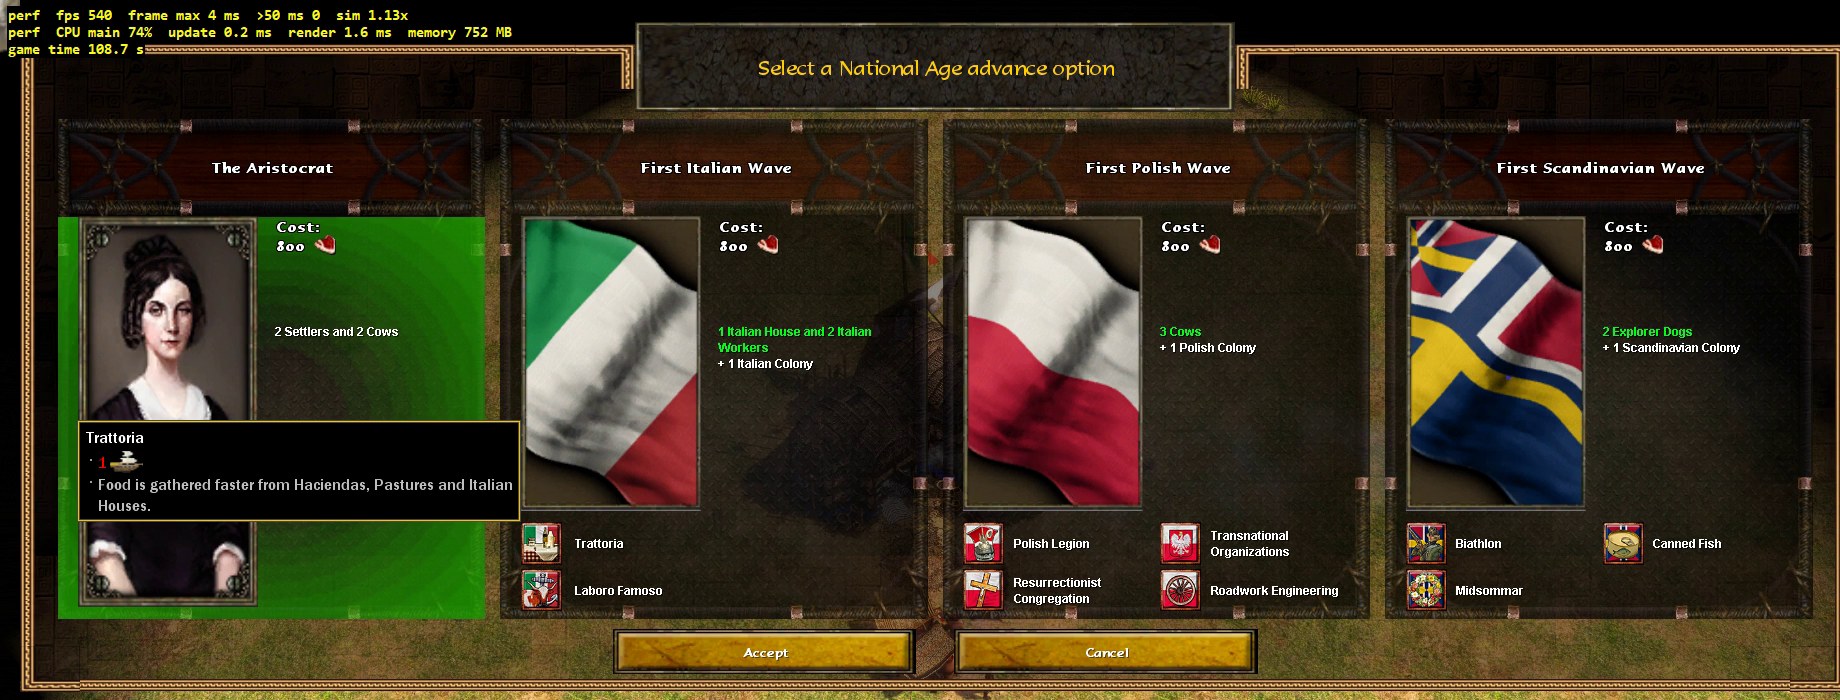 perf  fps 540  frame max 4 ms  >50 ms 0  sim 1.13x
perf  CPU main 74%  update 0.2 ms  render 1.6 ms  memory 752 MB
game time 108.7 s
Select a National Age advance option
The Aristocrat
Cost:
800
2 Settlers and 2 Cows
Trattoria
· 1
· Food is gathered faster from Haciendas, Pastures and Italian
Houses.
First Italian Wave
Cost:
800
1 Italian House and 2 Italian
Workers
+ 1 Italian Colony
Trattoria
Laboro Famoso
First Polish Wave
Cost:
800
3 Cows
+ 1 Polish Colony
Polish Legion
Transnational
Organizations
Resurrectionist
Congregation
Roadwork Engineering
First Scandinavian Wave
Cost:
800
2 Explorer Dogs
+ 1 Scandinavian Colony
Biathlon
Canned Fish
Midsommar
Accept
Cancel